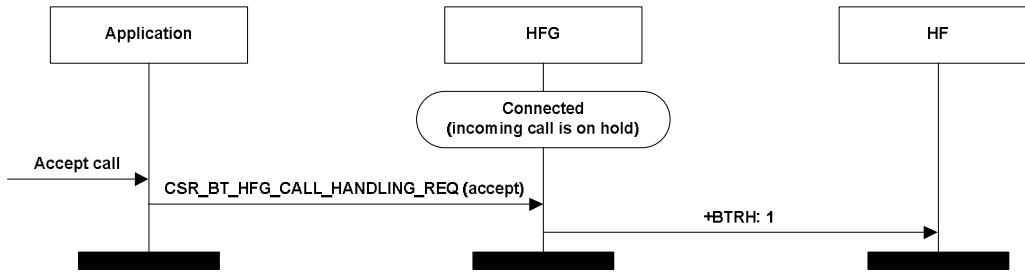 Application
HFG
HF
Connected
(incoming call is on hold)
Accept call
CSR_BT_HFG_CALL_HANDLING_REQ (accept)
+BTRH: 1